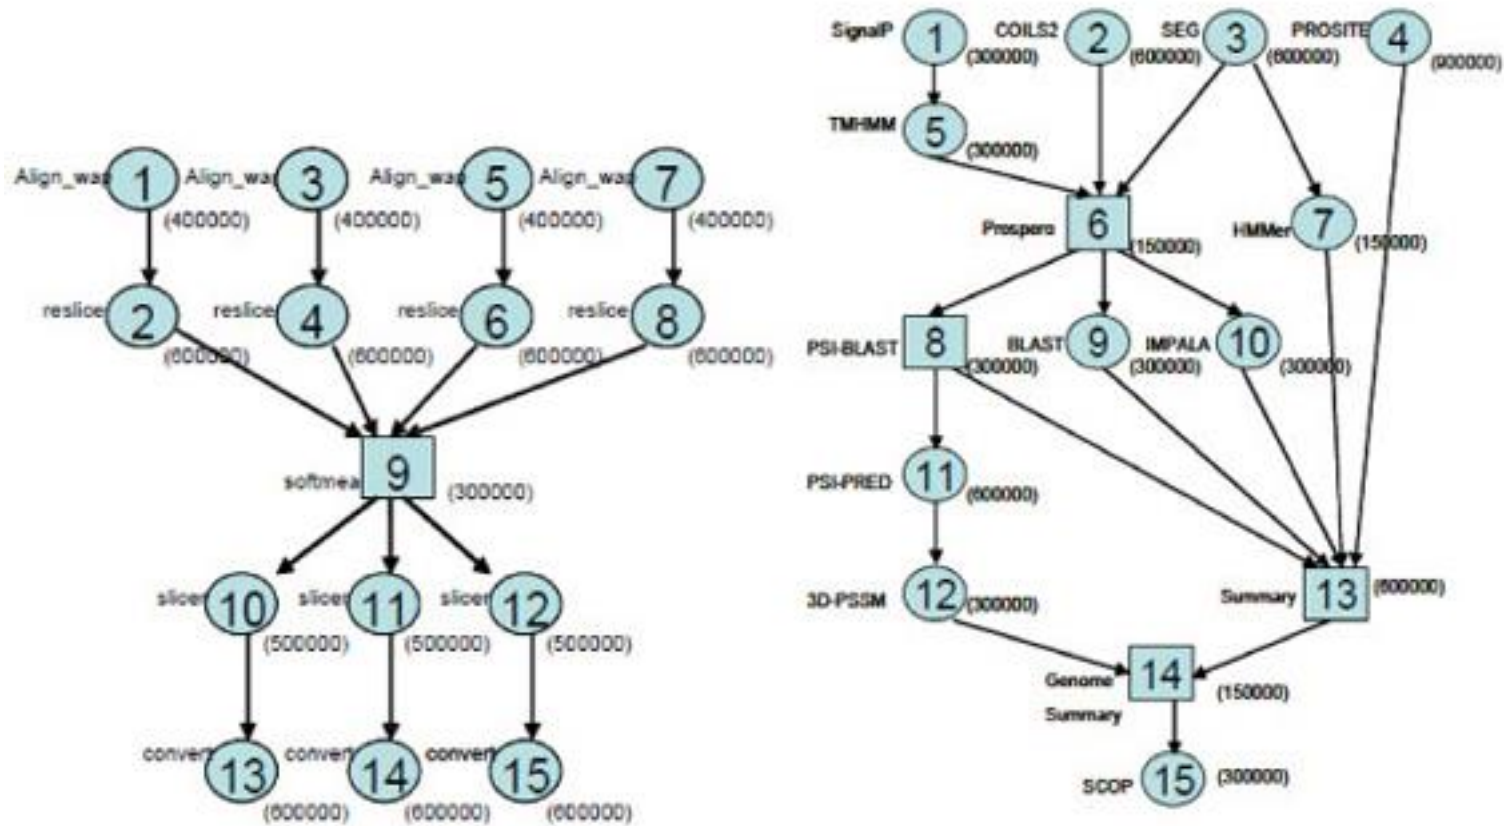 Align_wap 1 Align_wa 3 Align_wa 5 Align_wa 7
(400000) (400000) (400000) (400000)
reslice 2 reslice 4 reslice 6 reslice 8
(600000) (600000) (600000) (600000)
softmea 9 (300000)
slicer 10 slicer 11 slicer 12
(500000) (500000) (500000)
convert 13 convert 14 convert 15
(600000) (600000) (600000)
SignalP 1 COILS2 2 SEG 3 PROSITE 4
(300000) (600000) (600000) (900000)
TMHMM 5 (300000)
Prospero 6 (150000) HMMer 7 (150000)
PSI-BLAST 8 BLAST 9 IMPALA 10
(300000) (300000) (300000)
PSI-PRED 11 (600000)
3D-PSSM 12 (300000) Summary 13 (600000)
Genome 14 (150000)
Summary
SCOP 15 (300000)